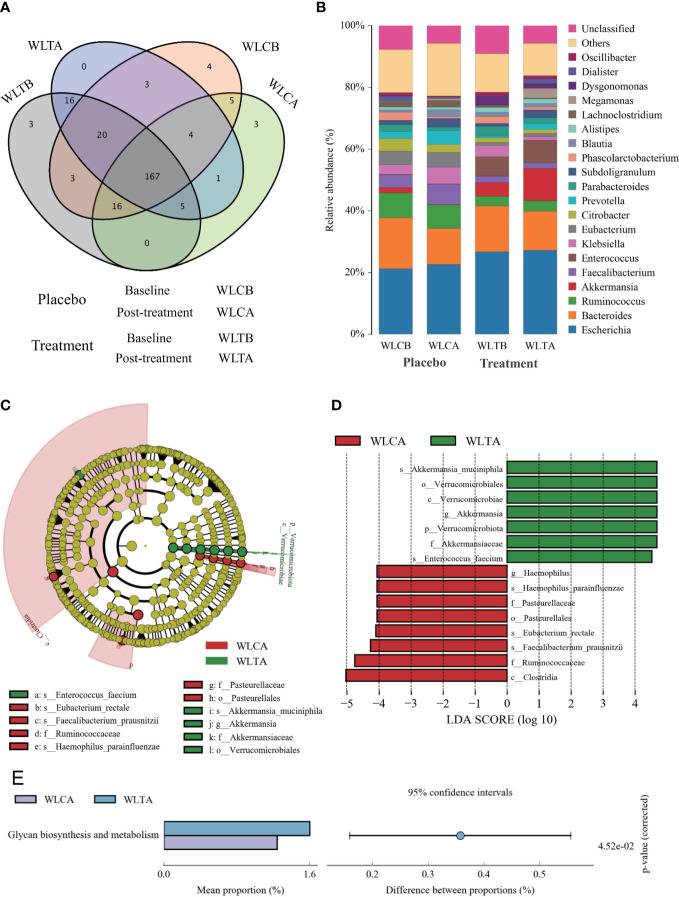 A
WLTA
WLCB
WLTB
WLCA
0
4
3
16
5
3
20
4
3
167
1
3
16
5
0
Placebo
Baseline WLCB
Post-treatment WLCA
Treatment
Baseline WLTB
Post-treatment WLTA
B
Relative abundance (%)
100%
80%
60%
40%
20%
0%
WLCB WLCA WLTB WLTA
Placebo Treatment
Unclassified
Others
Oscillibacter
Dialister
Dysgonomonas
Megamonas
Lachnoclostridium
Alistipes
Blautia
Phascolarctobacterium
Subdoligranulum
Parabacteroides
Prevotella
Citrobacter
Eubacterium
Klebsiella
Enterococcus
Faecalibacterium
Akkermansia
Ruminococcus
Bacteroides
Escherichia
C
p__Verrucomicrobiota
c__Verrucomicrobiae
c__Clostridia
d
WLCA
WLTA
a: s__Enterococcus_faecium
b: s__Eubacterium_rectale
c: s__Faecalibacterium_prausnitzii
d: f__Ruminococcaceae
e: s__Haemophilus_parainfluenzae
g: f__Pasteurellaceae
h: o__Pasteurellales
i: s__Akkermansia_muciniphila
j: g__Akkermansia
k: f__Akkermansiaceae
l: o__Verrucomicrobiales
D
WLCA WLTA
s__Akkermansia_muciniphila
o__Verrucomicrobiales
c__Verrucomicrobiae
g__Akkermansia
p__Verrucomicrobiota
f__Akkermansiaceae
s__Enterococcus_faecium
g__Haemophilus
s__Haemophilus_parainfluenzae
f__Pasteurellaceae
o__Pasteurellales
s__Eubacterium_rectale
s__Faecalibacterium_prausnitzii
f__Ruminococcaceae
c__Clostridia
−5 −4 −3 −2 −1 0 1 2 3 4
LDA SCORE (log 10)
E
WLCA WLTA
95% confidence intervals
Glycan biosynthesis and metabolism
4.52e-02
p-value (corrected)
0.0 1.6
Mean proportion (%)
0.2 0.3 0.4 0.5
Difference between proportions (%)